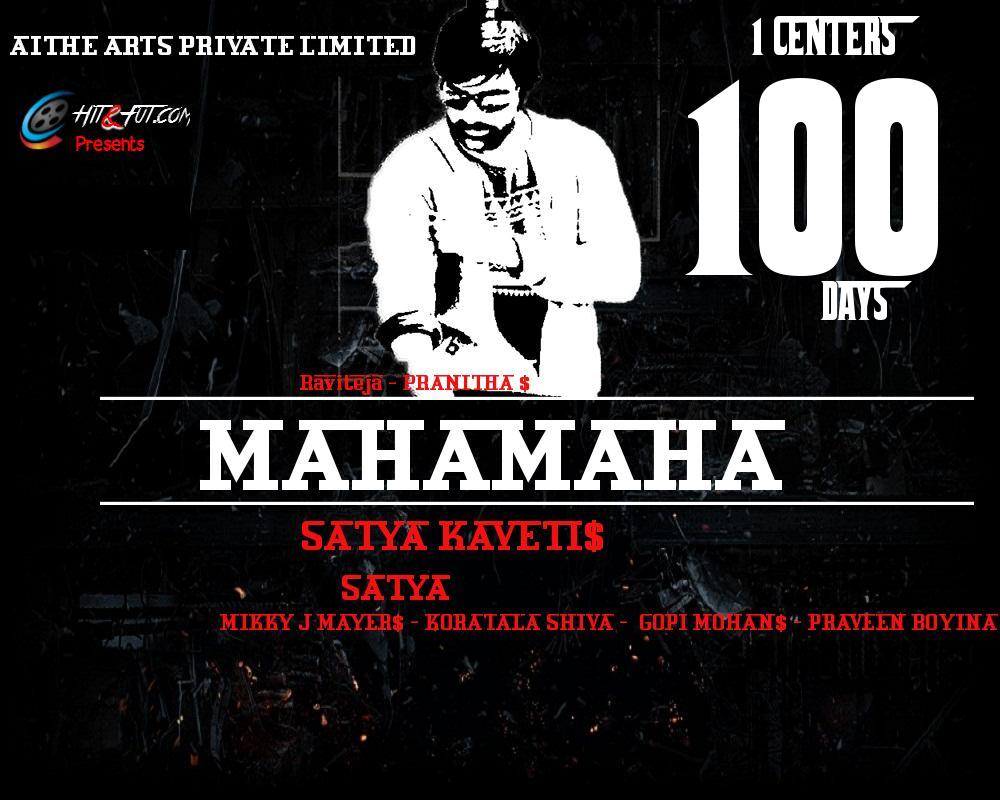 AITHE ARTS PRIVATE LIMITED
1 CENTERS
HIT&FUT.COM
Presents
100
DAYS
Raviteja - PRANITHA $
MAHAMAHA
SATYA KAVETI$
SATYA
MIKKY J MAYER$ - KORATALA SHIVA - GOPI MOHAN$ - PRAVEEN BOYINA